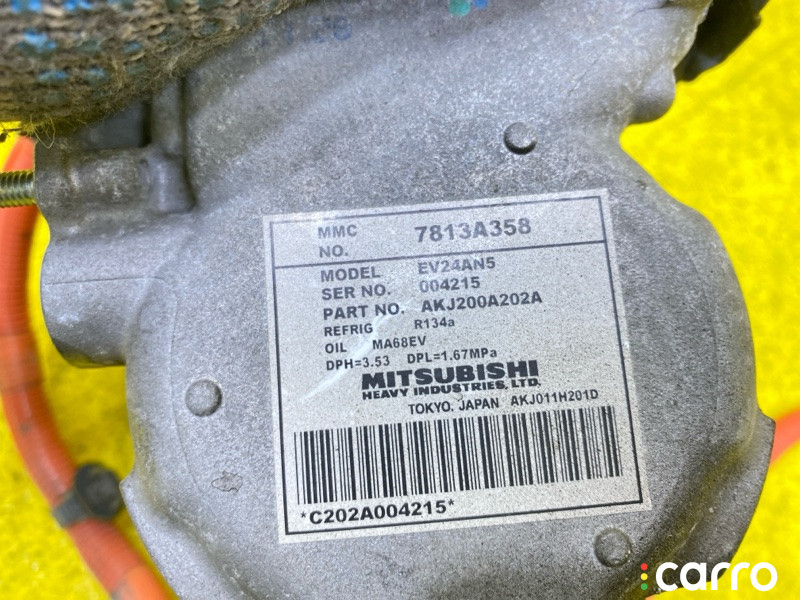 MMC NO. 7813A358
MODEL EV24AN5
SER NO. 004215
PART NO. AKJ200A202A
REFRIG R134a
OIL MA68EV
DPH=3.53 DPL=1.67MPa
MITSUBISHI
HEAVY INDUSTRIES, LTD.
TOKYO. JAPAN AKJ011H201D
*C202A004215*
carro